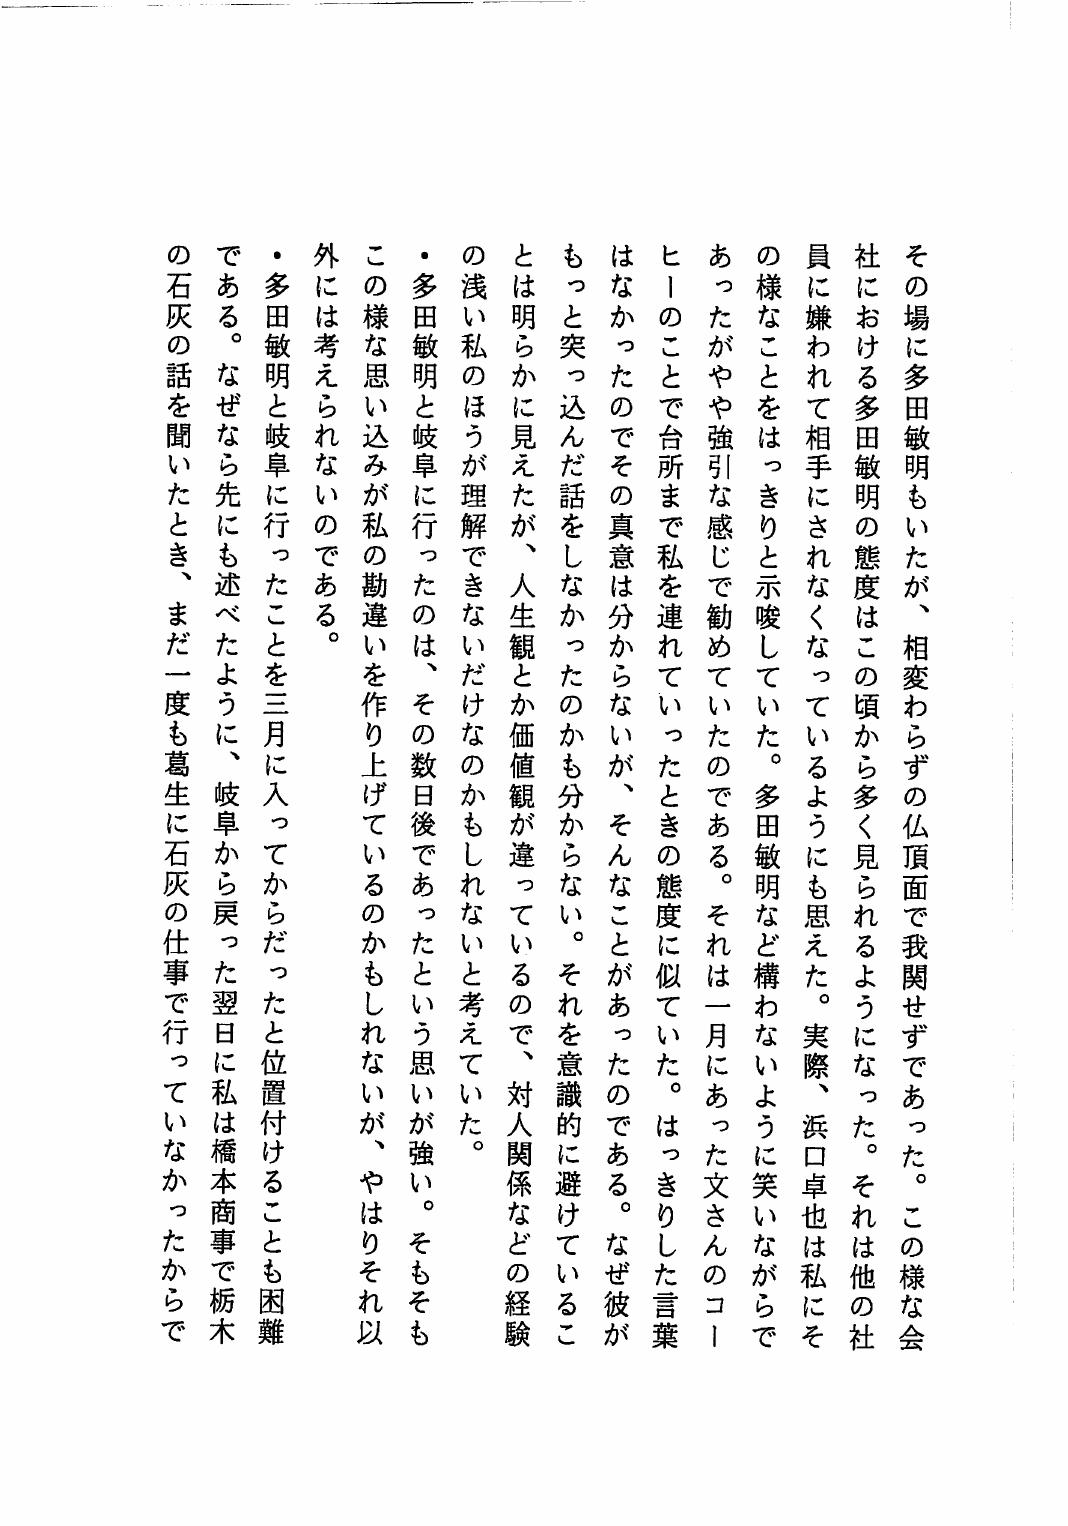 その場に多田敏明もいたが、相変わらずの仏頂面で我関せずであった。この様な会
社における多田敏明の態度はこの頃から多く見られるようになった。それは他の社
員に嫌われて相手にされなくなっているようにも思えた。実際、浜口卓也は私にそ
の様なことをはっきりと示唆していた。多田敏明など構わないように笑いながらで
あったがやや強引な感じで勧めていたのである。それは一月にあった文さんのコー
ヒーのことで台所まで私を連れていったときの態度に似ていた。はっきりした言葉
はなかったのでその真意は分からないが、そんなことがあったのである。なぜ彼が
もっと突っ込んだ話をしなかったのかも分からない。それを意識的に避けているこ
とは明らかに見えたが、人生観とか価値観が違っているので、対人関係などの経験
の浅い私のほうが理解できないだけなのかもしれないと考えていた。
・多田敏明と岐阜に行ったのは、その数日後であったという思いが強い。そもそも
この様な思い込みが私の勘違いを作り上げているのかもしれないが、やはりそれ以
外には考えられないのである。
・多田敏明と岐阜に行ったことを三月に入ってからだったと位置付けることも困難
である。なぜなら先にも述べたように、岐阜から戻った翌日に私は橋本商事で栃木
の石灰の話を聞いたとき、まだ一度も葛生に石灰の仕事で行っていなかったからで